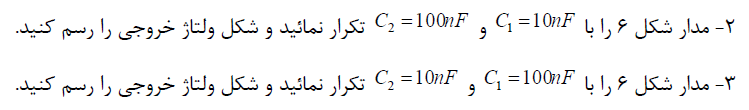 ۲- مدار شکل ۶ را با C₁ =10nF و C₂ =100nF تکرار نمائید و شکل ولتاژ خروجی را رسم کنید.
۳- مدار شکل ۶ را با C₁ =100nF و C₂ =10nF تکرار نمائید و شکل ولتاژ خروجی را رسم کنید.